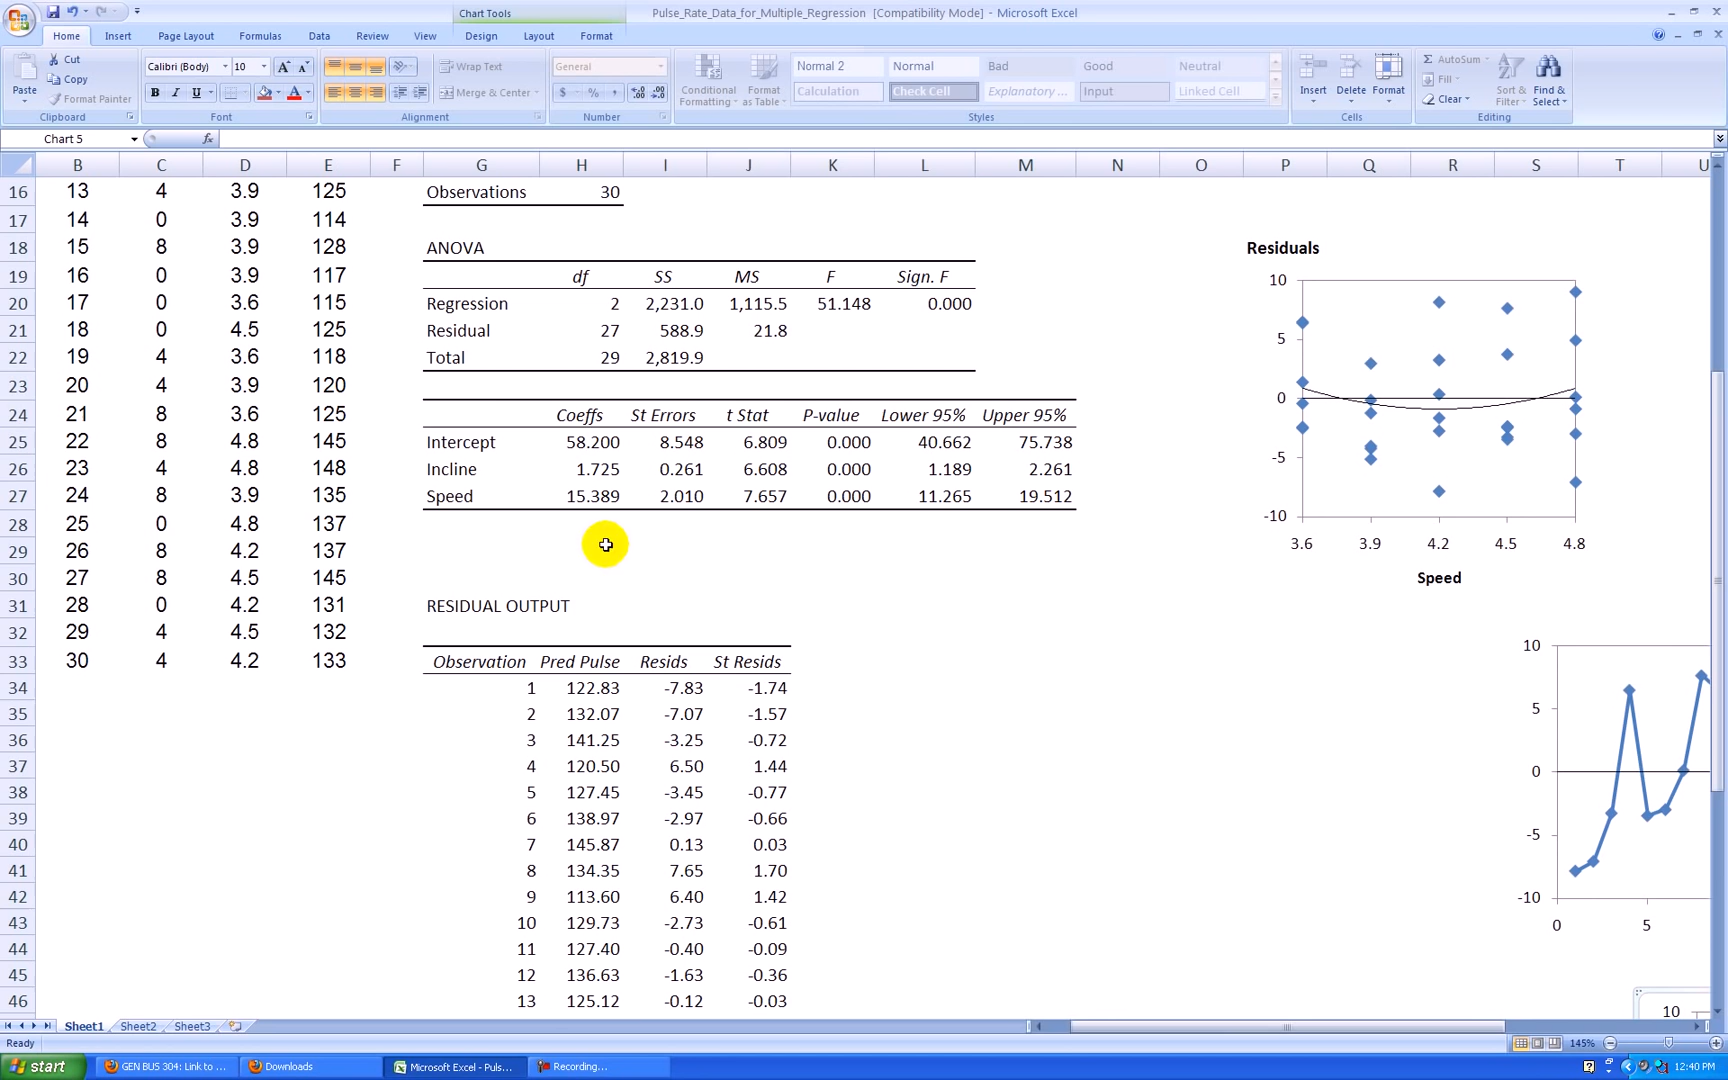 Chart Tools
Pulse_Rate_Data_for_Multiple_Regression [Compatibility Mode] - Microsoft Excel
Home Insert Page Layout Formulas Data Review View Design Layout Format
Paste Cut Copy Format Painter
Calibri (Body) 10 B I U
Wrap Text
Merge & Center
General
$ % ,
Conditional Formatting
Format as Table
Normal 2 Normal Bad Good Neutral
Calculation Check Cell Explanatory ... Input Linked Cell
Insert Delete Format
Σ AutoSum
Fill
Clear
Sort & Filter
Find & Select
Clipboard Font Alignment Number Styles Cells Editing
Chart 5 fx
B C D E F G H I J K L M N O P Q R S T U
16 13 4 3.9 125 Observations 30
17 14 0 3.9 114
18 15 8 3.9 128 ANOVA
19 16 0 3.9 117 df SS MS F Sign. F
20 17 0 3.6 115 Regression 2 2,231.0 1,115.5 51.148 0.000
21 18 0 4.5 125 Residual 27 588.9 21.8
22 19 4 3.6 118 Total 29 2,819.9
23 20 4 3.9 120
24 21 8 3.6 125 Coeffs St Errors t Stat P-value Lower 95% Upper 95%
25 22 8 4.8 145 Intercept 58.200 8.548 6.809 0.000 40.662 75.738
26 23 4 4.8 148 Incline 1.725 0.261 6.608 0.000 1.189 2.261
27 24 8 3.9 135 Speed 15.389 2.010 7.657 0.000 11.265 19.512
28 25 0 4.8 137
29 26 8 4.2 137
30 27 8 4.5 145
31 28 0 4.2 131 RESIDUAL OUTPUT
32 29 4 4.5 132
33 30 4 4.2 133 Observation Pred Pulse Resids St Resids
34 1 122.83 -7.83 -1.74
35 2 132.07 -7.07 -1.57
36 3 141.25 -3.25 -0.72
37 4 120.50 6.50 1.44
38 5 127.45 -3.45 -0.77
39 6 138.97 -2.97 -0.66
40 7 145.87 0.13 0.03
41 8 134.35 7.65 1.70
42 9 113.60 6.40 1.42
43 10 129.73 -2.73 -0.61
44 11 127.40 -0.40 -0.09
45 12 136.63 -1.63 -0.36
46 13 125.12 -0.12 -0.03
Residuals
10
5
0
-5
-10
3.6 3.9 4.2 4.5 4.8
Speed
10
5
0
-5
-10
0 5
10
Sheet1 Sheet2 Sheet3
Ready 145%
start GEN BUS 304: Link to ... Downloads Microsoft Excel - Puls... Recording... 12:40 PM